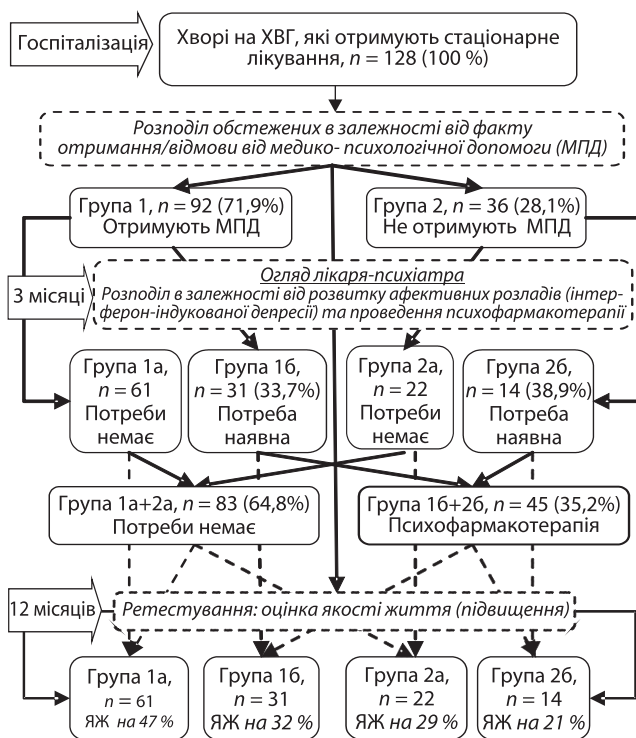 Госпіталізація
Хворі на ХВГ, які отримують стаціонарне
лікування, n = 128 (100 %)
Розподіл обстежених в залежності від факту
отримання/відмови від медико- психологічної допомоги (МПД)
Група 1, n = 92 (71,9%)
Отримують МПД
Група 2, n = 36 (28,1%)
Не отримують МПД
3 місяці
Огляд лікаря-психіатра
Розподіл в залежності від розвитку афективних розладів (інтер-
ферон-індукованої депресії) та проведення психофармакотерапії
Група 1а,
n = 61
Потреби
немає
Група 1б,
n = 31 (33,7%)
Потреба
наявна
Група 2а,
n = 22
Потреби
немає
Група 2б,
n = 14 (38,9%)
Потреба
наявна
Група 1а+2а, n = 83 (64,8%)
Потреби немає
Група 1б+2б, n = 45 (35,2%)
Психофармакотерапія
12 місяців
Ретестування: оцінка якості життя (підвищення)
Група 1а,
n = 61
ЯЖ на 47 %
Група 1б,
n = 31
ЯЖ на 32 %
Група 2а,
n = 22
ЯЖ на 29 %
Група 2б,
n = 14
ЯЖ на 21 %